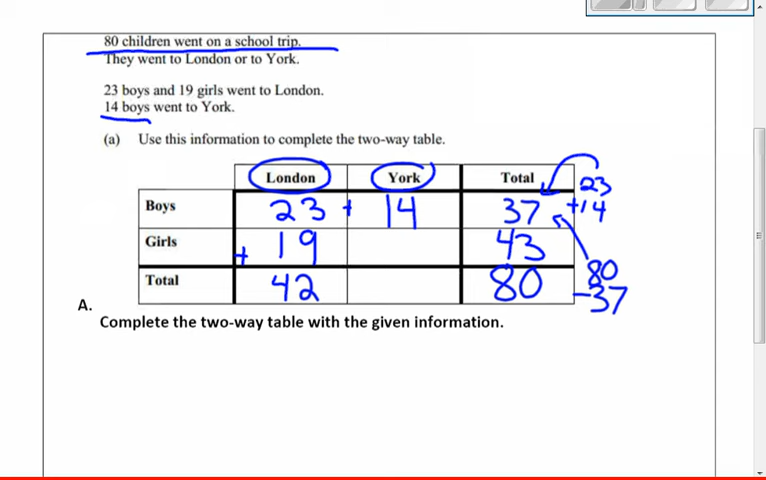 80 children went on a school trip.
They went to London or to York.
23 boys and 19 girls went to London.
14 boys went to York.
(a) Use this information to complete the two-way table.
London York Total 23
Boys 23 + 14 37 +14
Girls + 19 43
Total 42 80 80
-37
A.
Complete the two-way table with the given information.